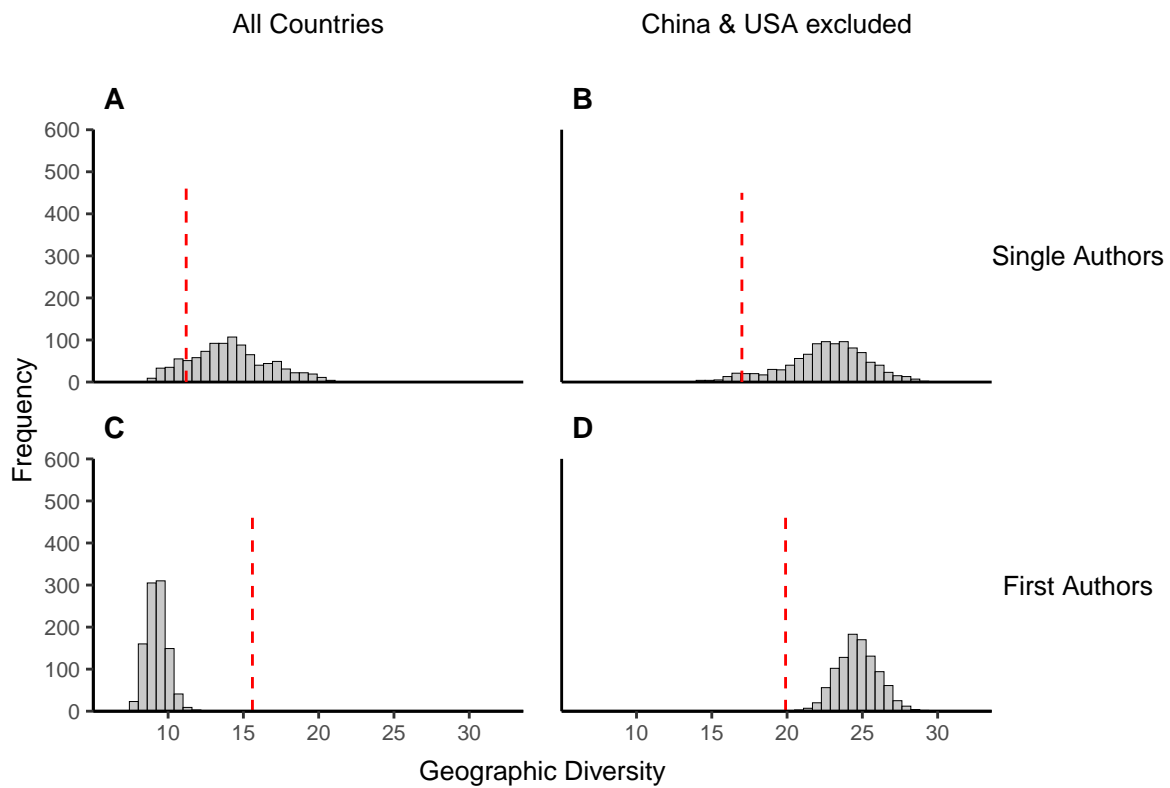 All Countries
China & USA excluded
A
B
600
500
400
300
200
100
0
Single Authors
Frequency
C
D
600
500
400
300
200
100
0
First Authors
10 15 20 25 30
10 15 20 25 30
Geographic Diversity